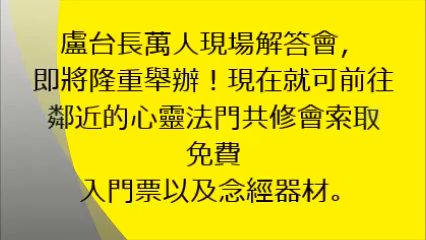 盧台長萬人現場解答會，
即將隆重舉辦！現在就可前往
鄰近的心靈法門共修會索取
免費
入門票以及念經器材。